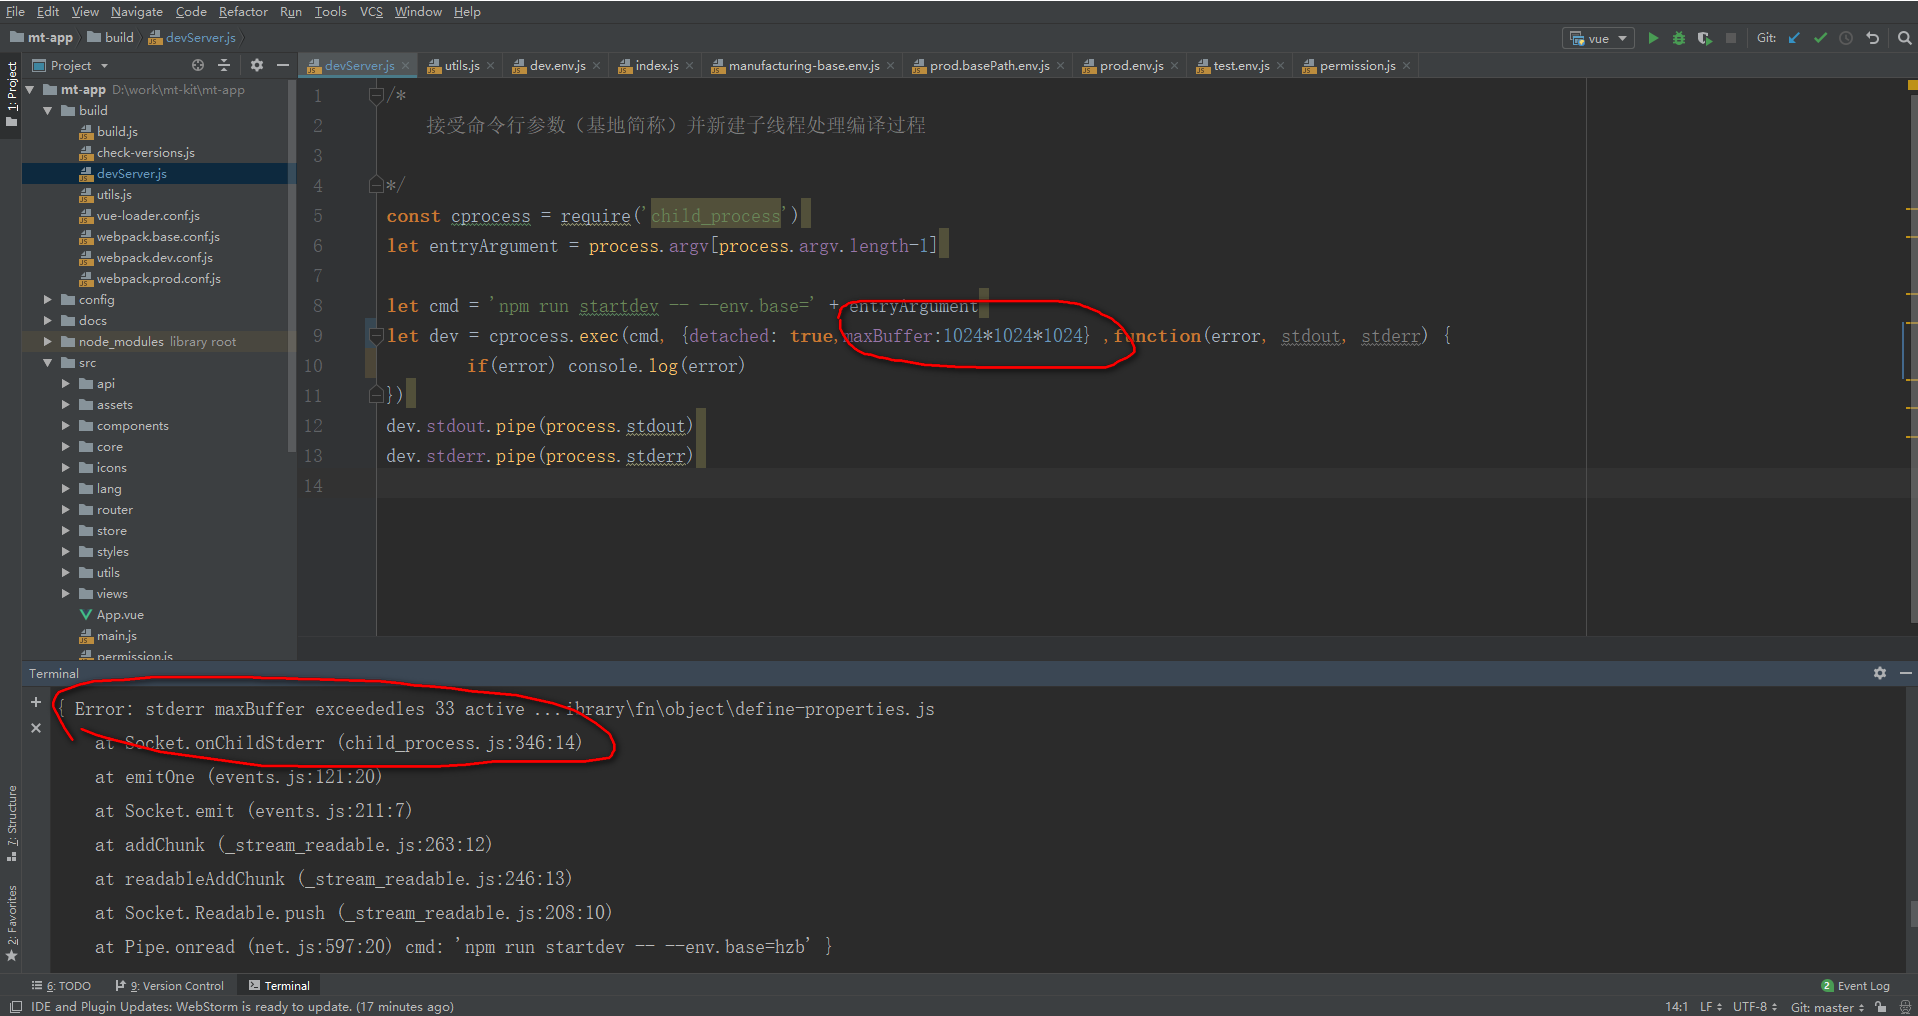 File Edit View Navigate Code Refactor Run Tools VCS Window Help
mt-app build devServer.js
vue Git:
Project
devServer.js utils.js dev.env.js index.js manufacturing-base.env.js prod.basePath.env.js prod.env.js test.env.js permission.js
1: Project
mt-app D:\work\mt-kit\mt-app
build
build.js
check-versions.js
devServer.js
utils.js
vue-loader.conf.js
webpack.base.conf.js
webpack.dev.conf.js
webpack.prod.conf.js
config
docs
node_modules library root
src
api
assets
components
core
icons
lang
router
store
styles
utils
views
App.vue
main.js
permission.js
1 /*
2 接受命令行参数（基地简称）并新建子线程处理编译过程
3
4 */
5 const cprocess = require('child_process')
6 let entryArgument = process.argv[process.argv.length-1]
7
8 let cmd = 'npm run startdev -- --env.base=' + entryArgument
9 let dev = cprocess.exec(cmd, {detached: true,maxBuffer:1024*1024*1024} ,function(error, stdout, stderr) {
10 if(error) console.log(error)
11 })
12 dev.stdout.pipe(process.stdout)
13 dev.stderr.pipe(process.stderr)
14
Terminal
{ Error: stderr maxBuffer exceededles 33 active ...ibrary\fn\object\define-properties.js
at Socket.onChildStderr (child_process.js:346:14)
at emitOne (events.js:121:20)
at Socket.emit (events.js:211:7)
at addChunk (_stream_readable.js:263:12)
at readableAddChunk (_stream_readable.js:246:13)
at Socket.Readable.push (_stream_readable.js:208:10)
at Pipe.onread (net.js:597:20) cmd: 'npm run startdev -- --env.base=hzb' }
7: Structure
2: Favorites
6: TODO 9: Version Control Terminal 2 Event Log
IDE and Plugin Updates: WebStorm is ready to update. (17 minutes ago) 14:1 LF UTF-8 Git: master